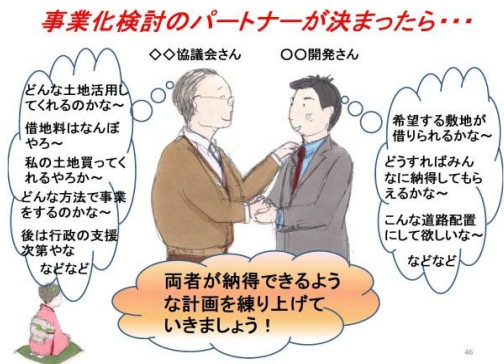 事業化検討のパートナーが決まったら・・・
◇◇協議会さん
〇〇開発さん
どんな土地活用し
てくれるのかな～
借地料はなんぼ
やろ～
私の土地買ってく
れるやろか～
どんな方法で事業
をするのかな～
後は行政の支援
次第やな
などなど
希望する敷地が
借りられるかな～
どうすればみん
なに納得してもら
えるかな～
こんな道路配置
にして欲しいな～
などなど
両者が納得できるよう
な計画を練り上げて
いきましょう！
46